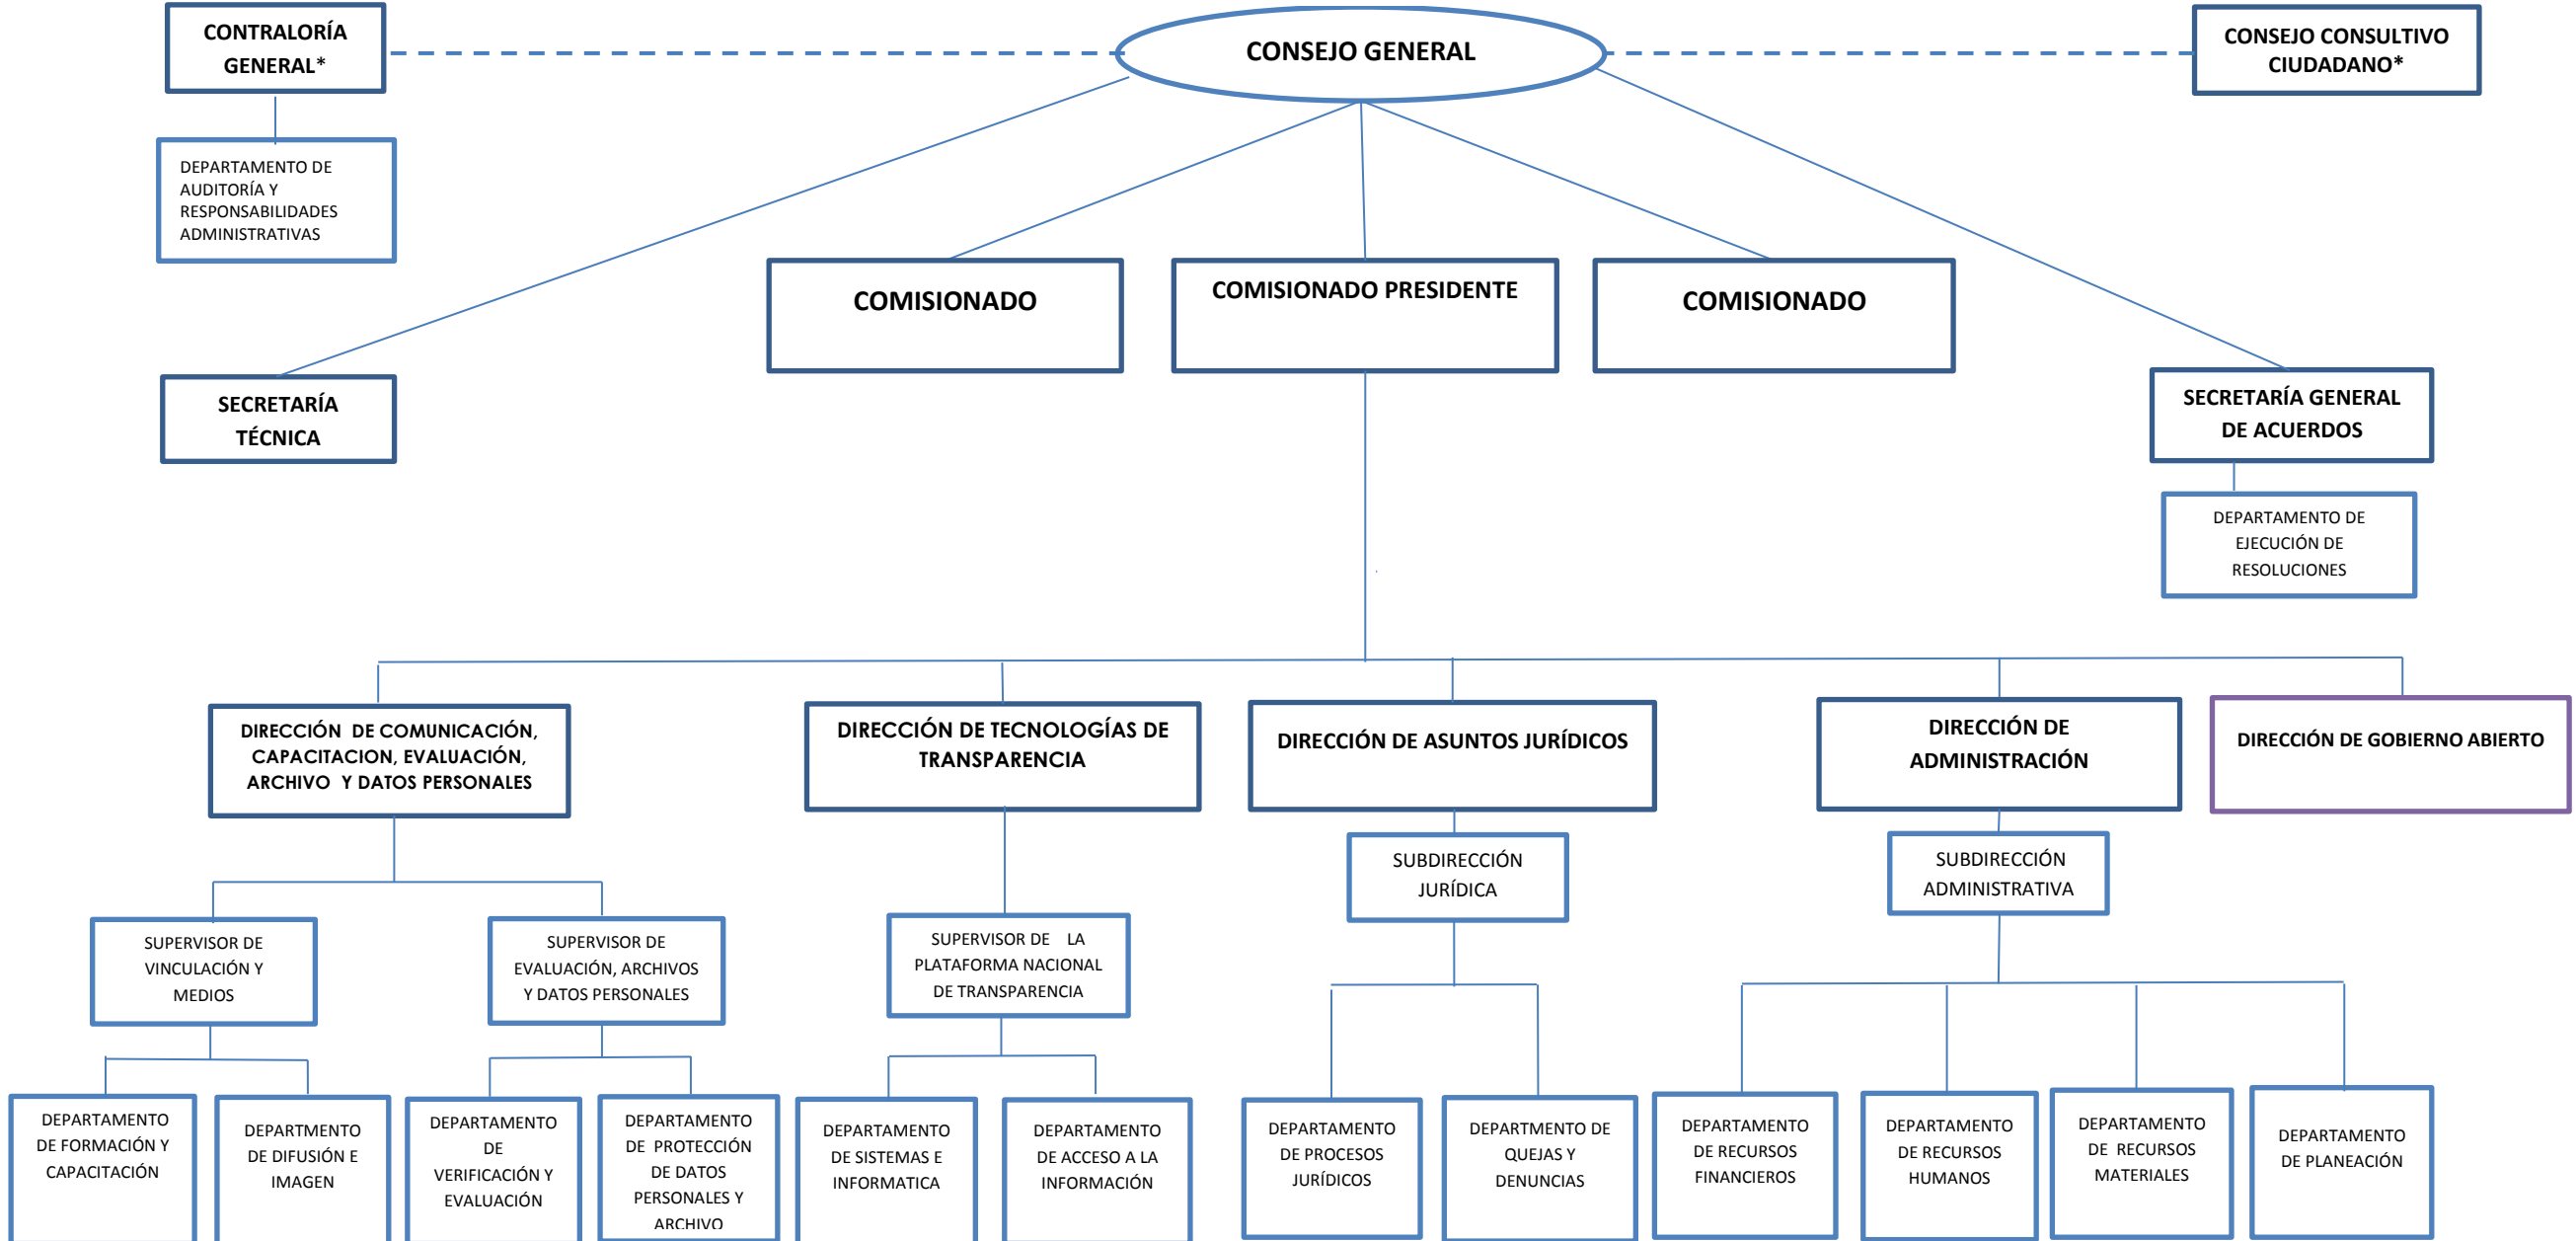 CONTRALORÍA
GENERAL*
CONSEJO GENERAL
CONSEJO CONSULTIVO
CIUDADANO*
DEPARTAMENTO DE
AUDITORÍA Y
RESPONSABILIDADES
ADMINISTRATIVAS
COMISIONADO
COMISIONADO PRESIDENTE
COMISIONADO
SECRETARÍA
TÉCNICA
SECRETARÍA GENERAL
DE ACUERDOS
DEPARTAMENTO DE
EJECUCIÓN DE
RESOLUCIONES
DIRECCIÓN  DE COMUNICACIÓN,
CAPACITACION, EVALUACIÓN,
ARCHIVO  Y DATOS PERSONALES
DIRECCIÓN DE TECNOLOGÍAS DE
TRANSPARENCIA
DIRECCIÓN DE ASUNTOS JURÍDICOS
DIRECCIÓN DE
ADMINISTRACIÓN
DIRECCIÓN DE GOBIERNO ABIERTO
SUBDIRECCIÓN
JURÍDICA
SUBDIRECCIÓN
ADMINISTRATIVA
SUPERVISOR DE
VINCULACIÓN Y
MEDIOS
SUPERVISOR DE
EVALUACIÓN, ARCHIVOS
Y DATOS PERSONALES
SUPERVISOR DE   LA
PLATAFORMA NACIONAL
DE TRANSPARENCIA
DEPARTAMENTO
DE FORMACIÓN Y
CAPACITACIÓN
DEPARTMENTO
DE DIFUSIÓN E
IMAGEN
DEPARTAMENTO
DE
VERIFICACIÓN Y
EVALUACIÓN
DEPARTAMENTO
DE  PROTECCIÓN
DE DATOS
PERSONALES Y
ARCHIVO
DEPARTAMENTO
DE SISTEMAS E
INFORMATICA
DEPARTAMENTO
DE ACCESO A LA
INFORMACIÓN
DEPARTAMENTO
DE PROCESOS
JURÍDICOS
DEPARTMENTO DE
QUEJAS Y
DENUNCIAS
DEPARTAMENTO
DE RECURSOS
FINANCIEROS
DEPARTAMENTO
DE RECURSOS
HUMANOS
DEPARTAMENTO
DE  RECURSOS
MATERIALES
DEPARTAMENTO
DE PLANEACIÓN